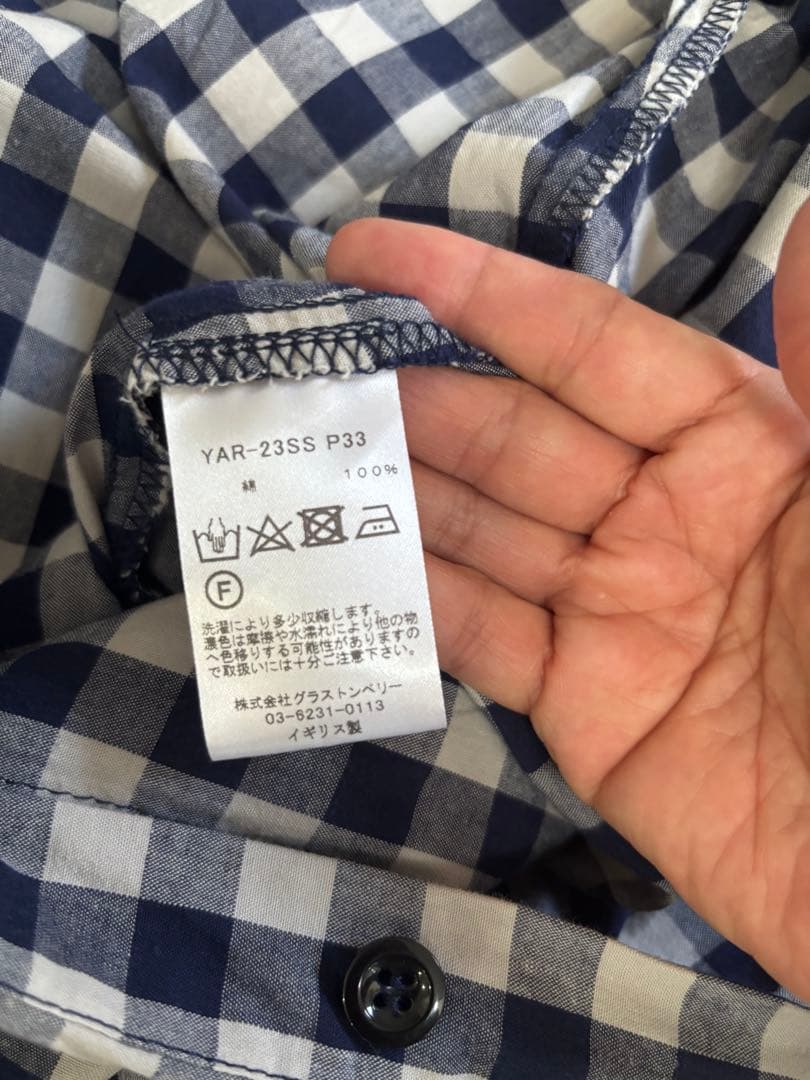 YAR-23SS P33
綿 100%
F
洗濯により多少収縮します。
濃色は摩擦や水濡れにより他の物
へ色移りする可能性がありますの
で取扱いには十分ご注意下さい。
株式会社グラストンベリー
03-6231-0113
イギリス製